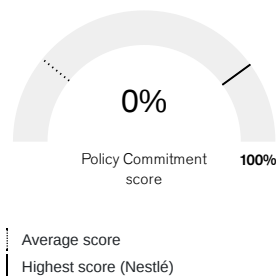 0%
Policy Commitment
score
100%
Average score
Highest score (Nestlé)